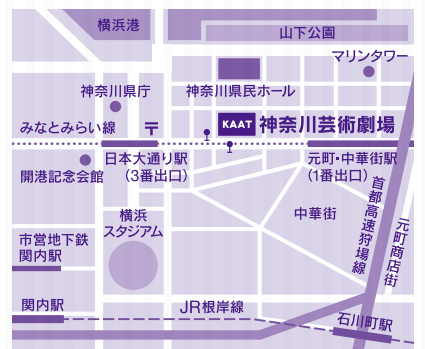 横浜港
山下公園
マリンタワー
神奈川県庁
神奈川県民ホール
みなとみらい線
〒
KAAT
神奈川芸術劇場
日本大通り駅
(3番出口)
元町・中華街駅
(1番出口)
開港記念会館
横浜
スタジアム
中華街
首都高速狩場線
元町商店街
市営地下鉄
関内駅
関内駅
JR根岸線
石川町駅